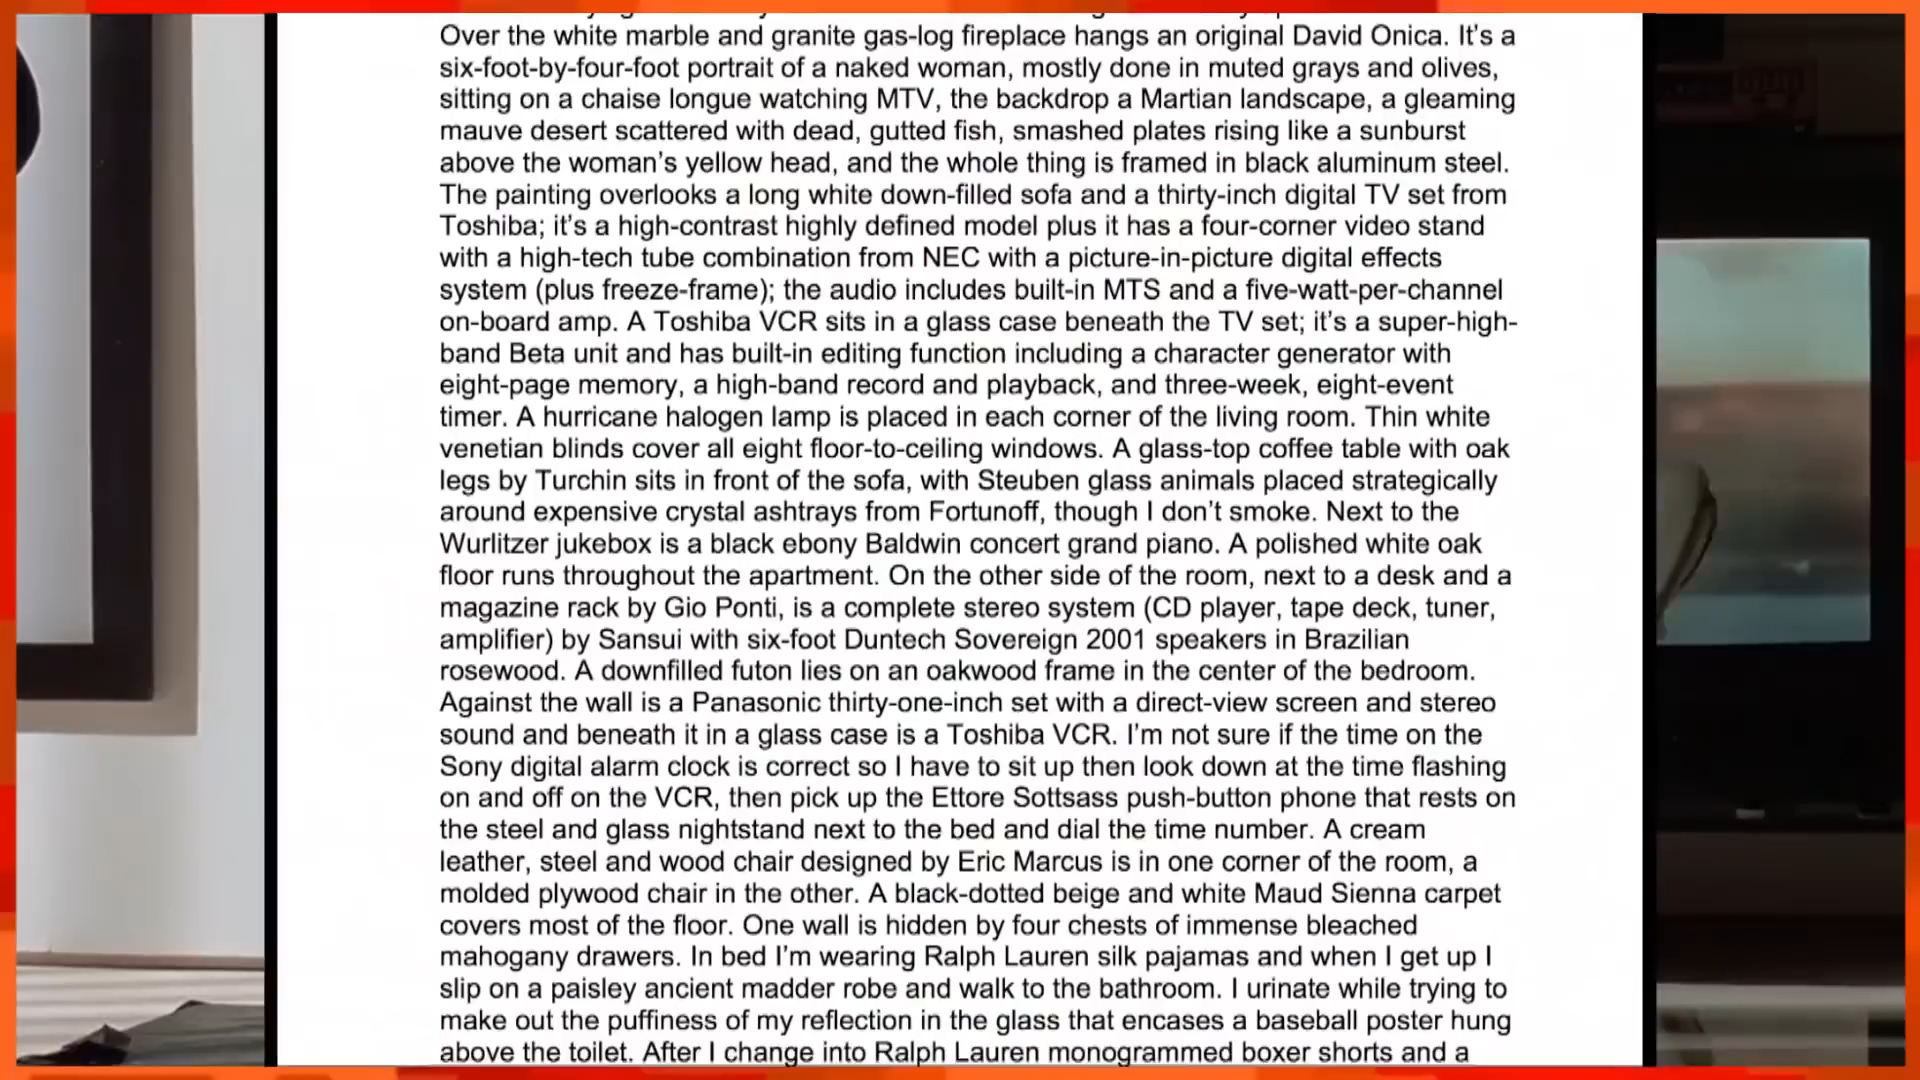 Over the white marble and granite gas-log fireplace hangs an original David Onica. It's a
six-foot-by-four-foot portrait of a naked woman, mostly done in muted grays and olives,
sitting on a chaise longue watching MTV, the backdrop a Martian landscape, a gleaming
mauve desert scattered with dead, gutted fish, smashed plates rising like a sunburst
above the woman's yellow head, and the whole thing is framed in black aluminum steel.
The painting overlooks a long white down-filled sofa and a thirty-inch digital TV set from
Toshiba; it's a high-contrast highly defined model plus it has a four-corner video stand
with a high-tech tube combination from NEC with a picture-in-picture digital effects
system (plus freeze-frame); the audio includes built-in MTS and a five-watt-per-channel
on-board amp. A Toshiba VCR sits in a glass case beneath the TV set; it's a super-high-
band Beta unit and has built-in editing function including a character generator with
eight-page memory, a high-band record and playback, and three-week, eight-event
timer. A hurricane halogen lamp is placed in each corner of the living room. Thin white
venetian blinds cover all eight floor-to-ceiling windows. A glass-top coffee table with oak
legs by Turchin sits in front of the sofa, with Steuben glass animals placed strategically
around expensive crystal ashtrays from Fortunoff, though I don't smoke. Next to the
Wurlitzer jukebox is a black ebony Baldwin concert grand piano. A polished white oak
floor runs throughout the apartment. On the other side of the room, next to a desk and a
magazine rack by Gio Ponti, is a complete stereo system (CD player, tape deck, tuner,
amplifier) by Sansui with six-foot Duntech Sovereign 2001 speakers in Brazilian
rosewood. A downfilled futon lies on an oakwood frame in the center of the bedroom.
Against the wall is a Panasonic thirty-one-inch set with a direct-view screen and stereo
sound and beneath it in a glass case is a Toshiba VCR. I'm not sure if the time on the
Sony digital alarm clock is correct so I have to sit up then look down at the time flashing
on and off on the VCR, then pick up the Ettore Sottsass push-button phone that rests on
the steel and glass nightstand next to the bed and dial the time number. A cream
leather, steel and wood chair designed by Eric Marcus is in one corner of the room, a
molded plywood chair in the other. A black-dotted beige and white Maud Sienna carpet
covers most of the floor. One wall is hidden by four chests of immense bleached
mahogany drawers. In bed I'm wearing Ralph Lauren silk pajamas and when I get up I
slip on a paisley ancient madder robe and walk to the bathroom. I urinate while trying to
make out the puffiness of my reflection in the glass that encases a baseball poster hung
above the toilet. After I change into Ralph Lauren monogrammed boxer shorts and a